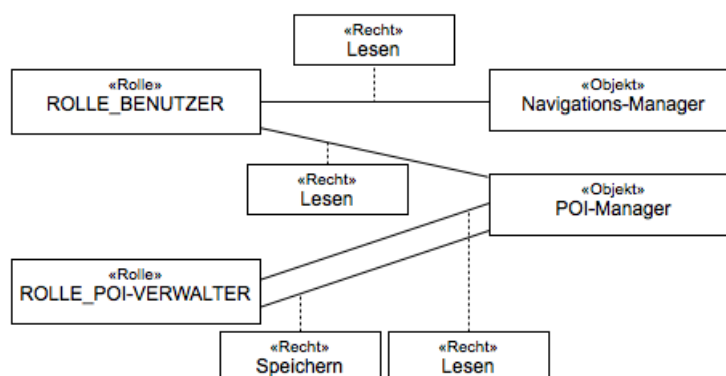 «Recht»
Lesen
«Rolle»
ROLLE_BENUTZER
«Objekt»
Navigations-Manager
«Recht»
Lesen
«Objekt»
POI-Manager
«Rolle»
ROLLE_POI-VERWALTER
«Recht»
Speichern
«Recht»
Lesen